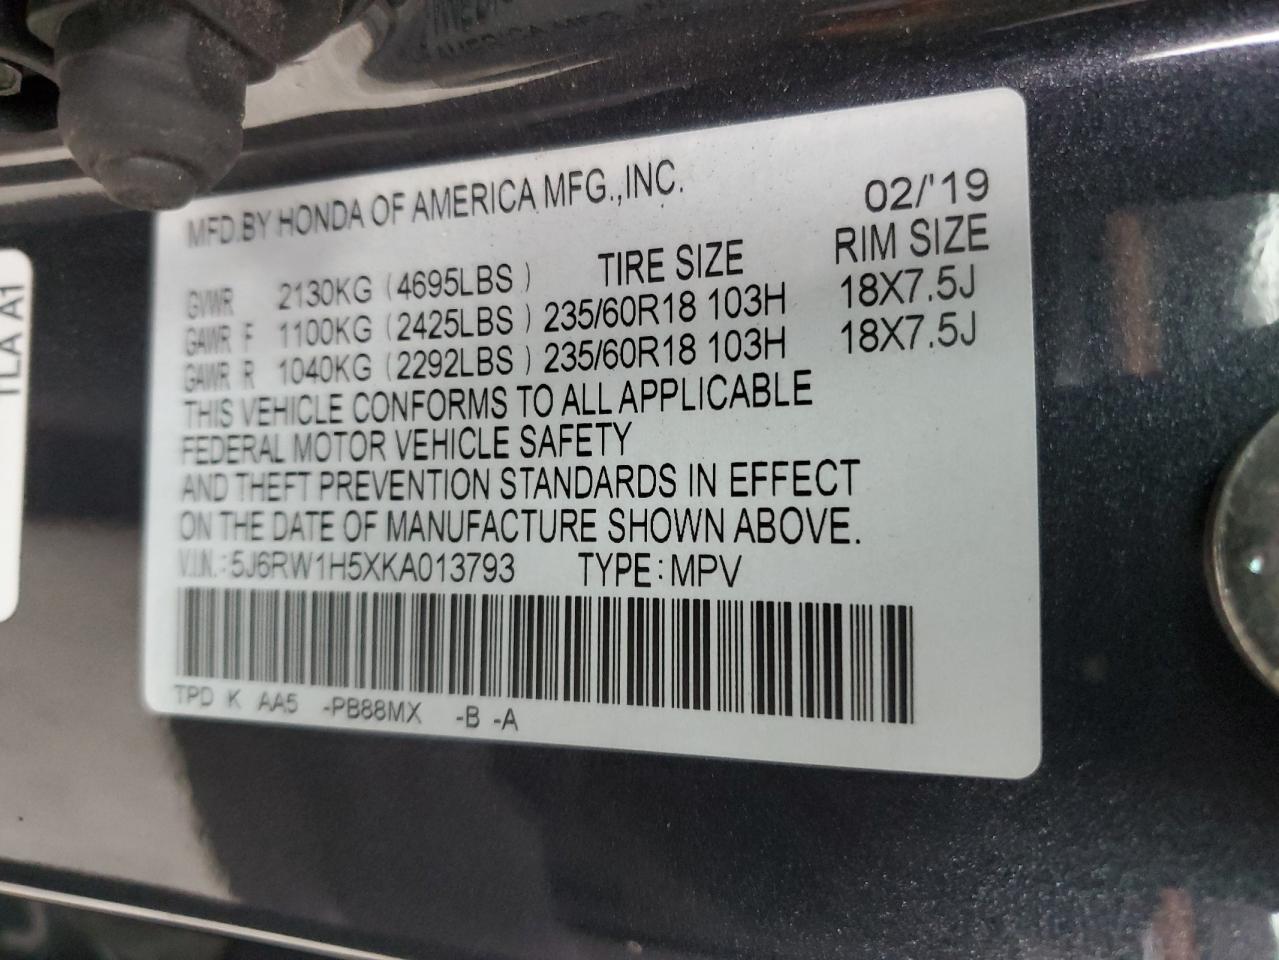 MFD.BY HONDA OF AMERICA MFG.,INC. 02/'19
TIRE SIZE RIM SIZE
GVWR 2130KG (4695LBS)
GAWR F 1100KG (2425LBS) 235/60R18 103H 18X7.5J
GAWR R 1040KG (2292LBS) 235/60R18 103H 18X7.5J
THIS VEHICLE CONFORMS TO ALL APPLICABLE
FEDERAL MOTOR VEHICLE SAFETY
AND THEFT PREVENTION STANDARDS IN EFFECT
ON THE DATE OF MANUFACTURE SHOWN ABOVE.
V.I.N.:5J6RW1H5XKA013793 TYPE:MPV
TPD K AA5 -PB88MX -B -A
TLA A1